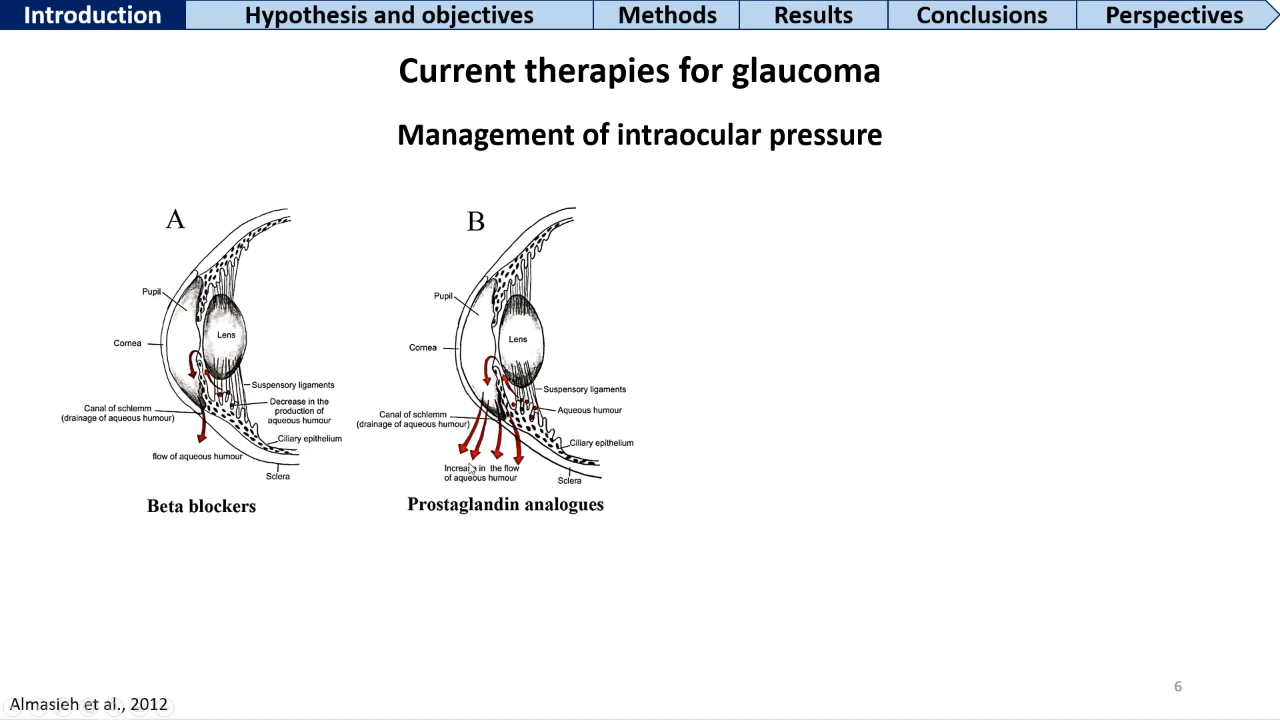 Introduction
Hypothesis and objectives
Methods
Results
Conclusions
Perspectives
Current therapies for glaucoma
Management of intraocular pressure
A
Pupil
Lens
Cornea
Suspensory ligaments
Decrease in the
production of
aqueous humour
Canal of schlemm
(drainage of aqueous humour)
Ciliary epithelium
flow of aqueous humour
Sclera
Beta blockers
B
Pupil
Lens
Cornea
Suspensory ligaments
Aqueous humour
Canal of schlemm
(drainage of aqueous humour)
Ciliary epithelium
Increase in the flow
of aqueous humour
Sclera
Prostaglandin analogues
6
Almasieh et al., 2012